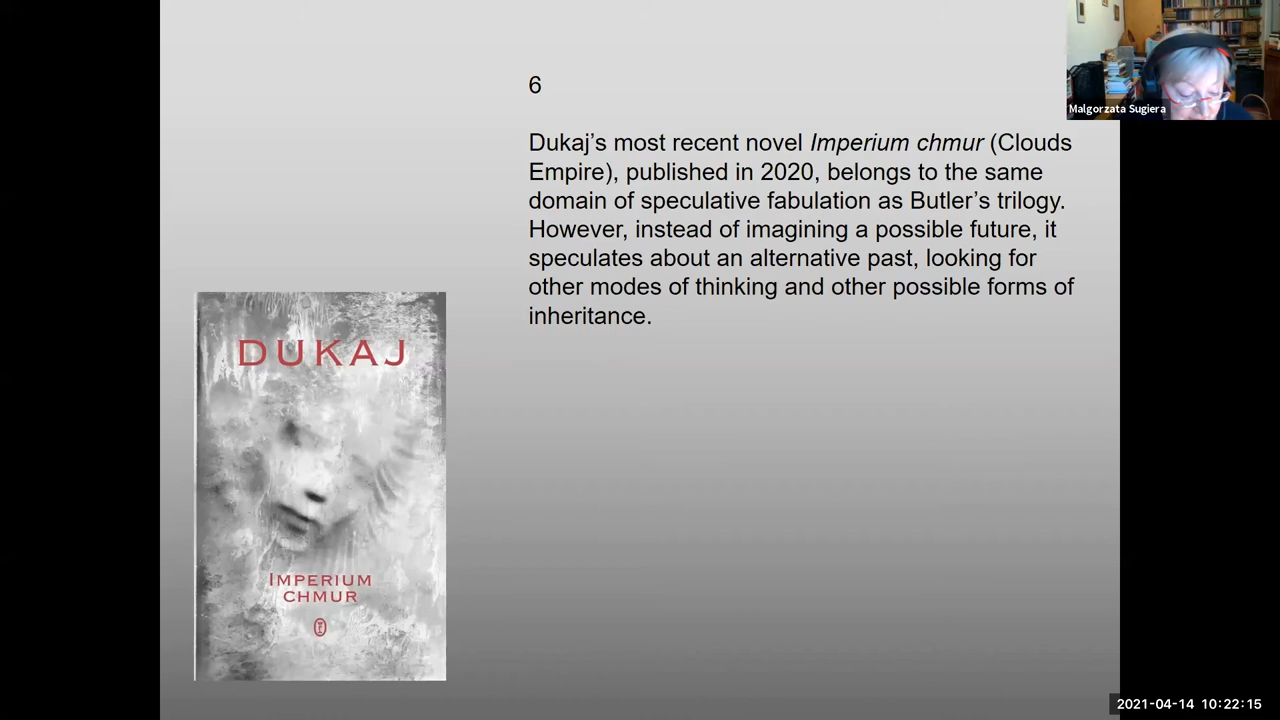 6
Dukaj’s most recent novel Imperium chmur (Clouds
Empire), published in 2020, belongs to the same
domain of speculative fabulation as Butler’s trilogy.
However, instead of imagining a possible future, it
speculates about an alternative past, looking for
other modes of thinking and other possible forms of
inheritance.
DUKAJ
IMPERIUM
CHMUR
Malgorzata Sugiera
2021-04-14 10:22:15